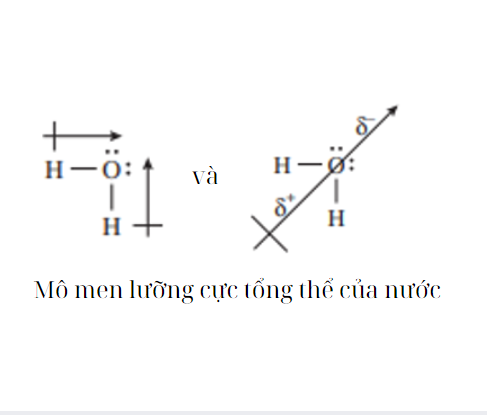 δ⁻
H — Ö: và H — Ö:
δ⁺
H H
Mô men lưỡng cực tổng thể của nước